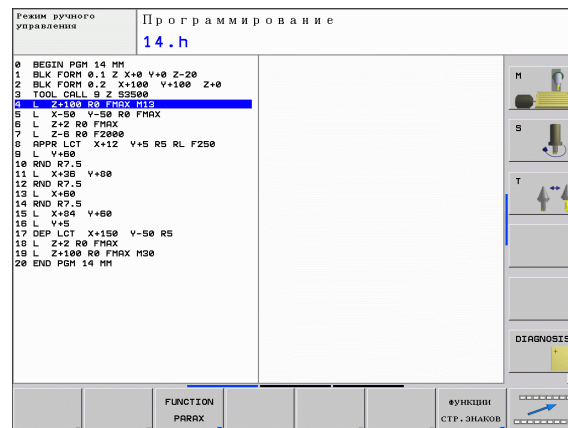 Режим ручного
управления
Программирование
14.h
0 BEGIN PGM 14 MM
1 BLK FORM 0.1 Z X+0 Y+0 Z-20
2 BLK FORM 0.2 X+100 Y+100 Z+0
3 TOOL CALL 9 Z S3500
4 L Z+100 R0 FMAX M13
5 L X-50 Y-50 R0 FMAX
6 L Z+2 R0 FMAX
7 L Z-6 R0 F2000
8 APPR LCT X+12 Y+5 R5 RL F250
9 L Y+60
10 RND R7.5
11 L X+36 Y+80
12 RND R7.5
13 L X+60
14 RND R7.5
15 L X+84 Y+60
16 L Y+5
17 DEP LCT X+150 Y-50 R5
18 L Z+2 R0 FMAX
19 L Z+100 R0 FMAX M30
20 END PGM 14 MM
M
S
T
DIAGNOSIS
FUNCTION
PARAX
ФУНКЦИИ
СТР.ЗНАКОВ